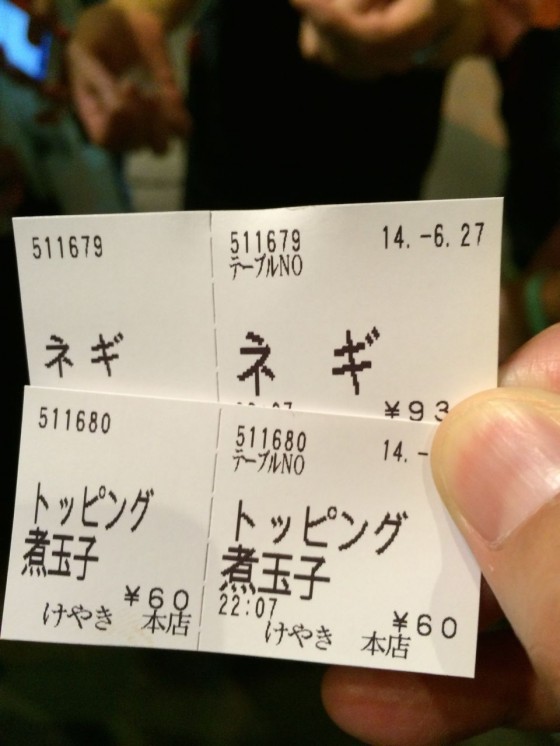 511679
ネギ
511679 14.-6.27
テーブルNO
ネギ
¥93
511680
トッピング
煮玉子
¥60
けやき 本店
511680 14.-
テーブルNO
トッピング
煮玉子
22:07 ¥60
けやき 本店